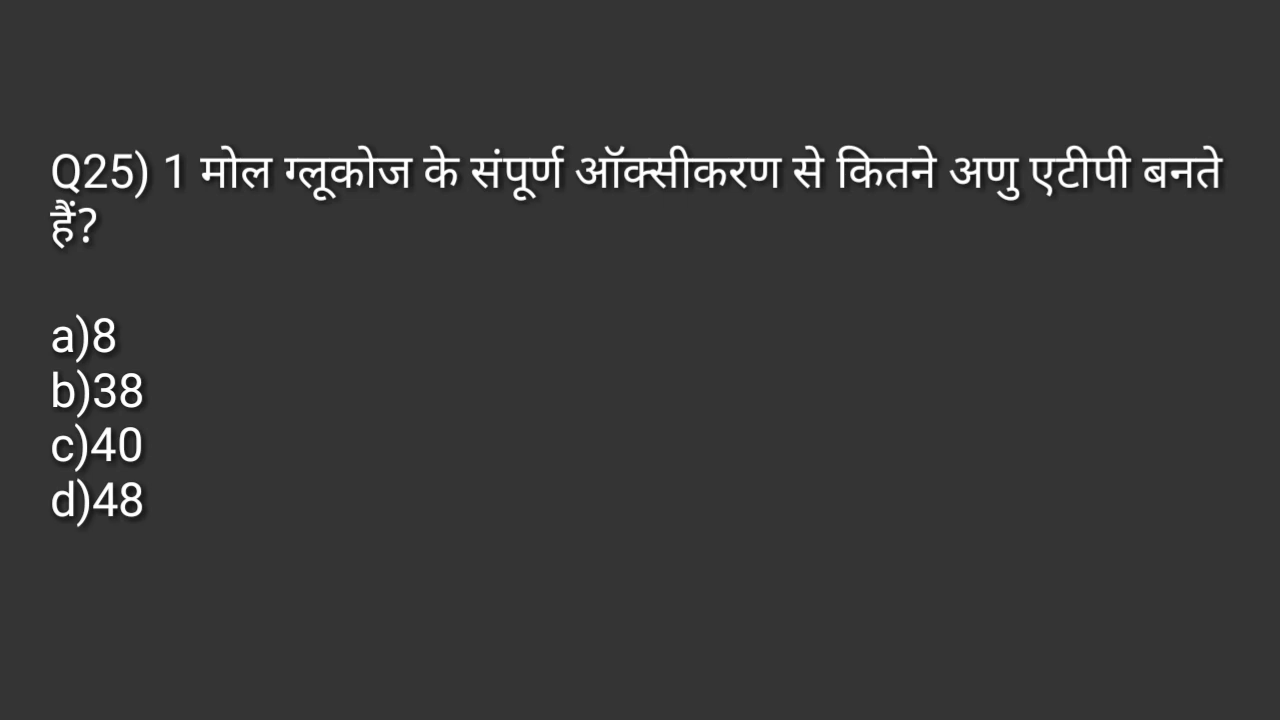 Q25) 1 मोल ग्लूकोज के संपूर्ण ऑक्सीकरण से कितने अणु एटीपी बनते
हैं?
a)8
b)38
c)40
d)48